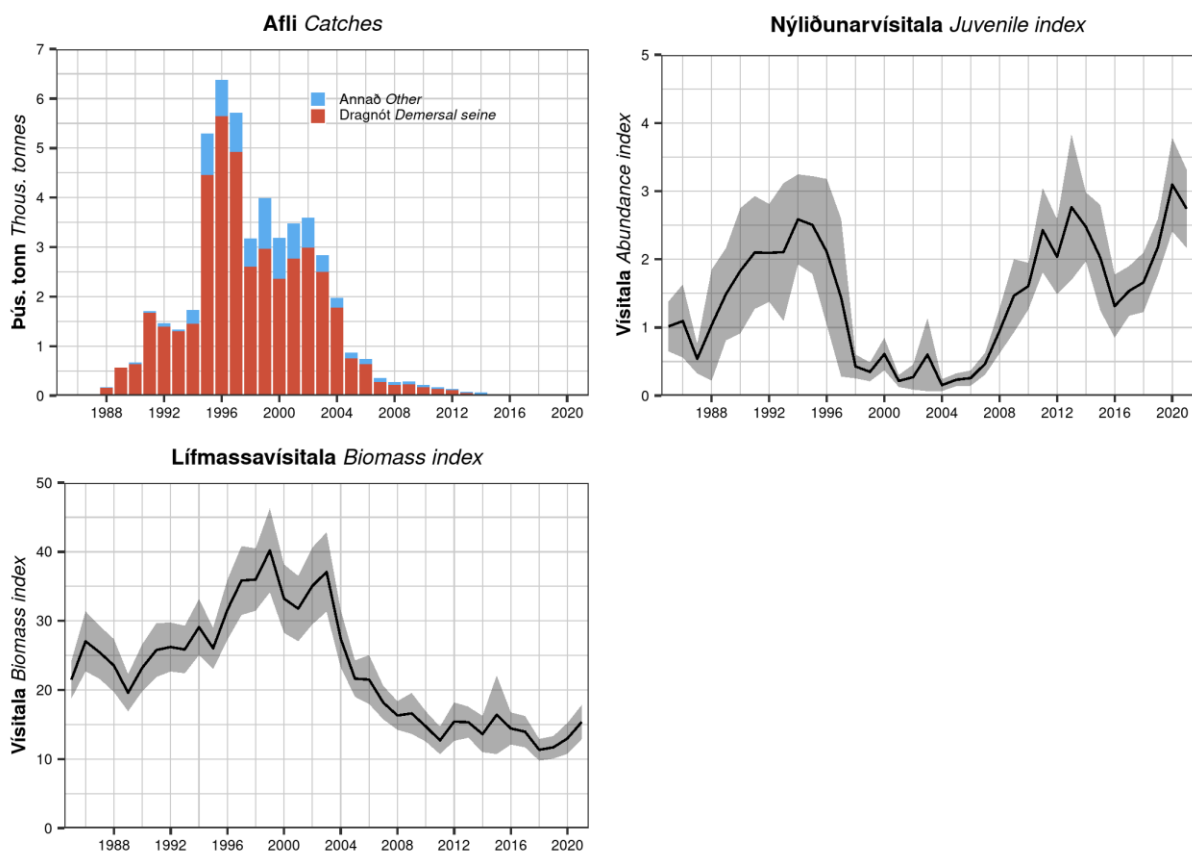 Afli Catches
Þús. tonn Thous. tonnes
7
6
5
4
3
2
1
0
Annað Other
Dragnót Demersal seine
1988 1992 1996 2000 2004 2008 2012 2016 2020
Nýliðunarvísitala Juvenile index
Vísitala Abundance index
5
4
3
2
1
0
1988 1992 1996 2000 2004 2008 2012 2016 2020
Lífmassavísitala Biomass index
Vísitala Biomass index
50
40
30
20
10
0
1988 1992 1996 2000 2004 2008 2012 2016 2020